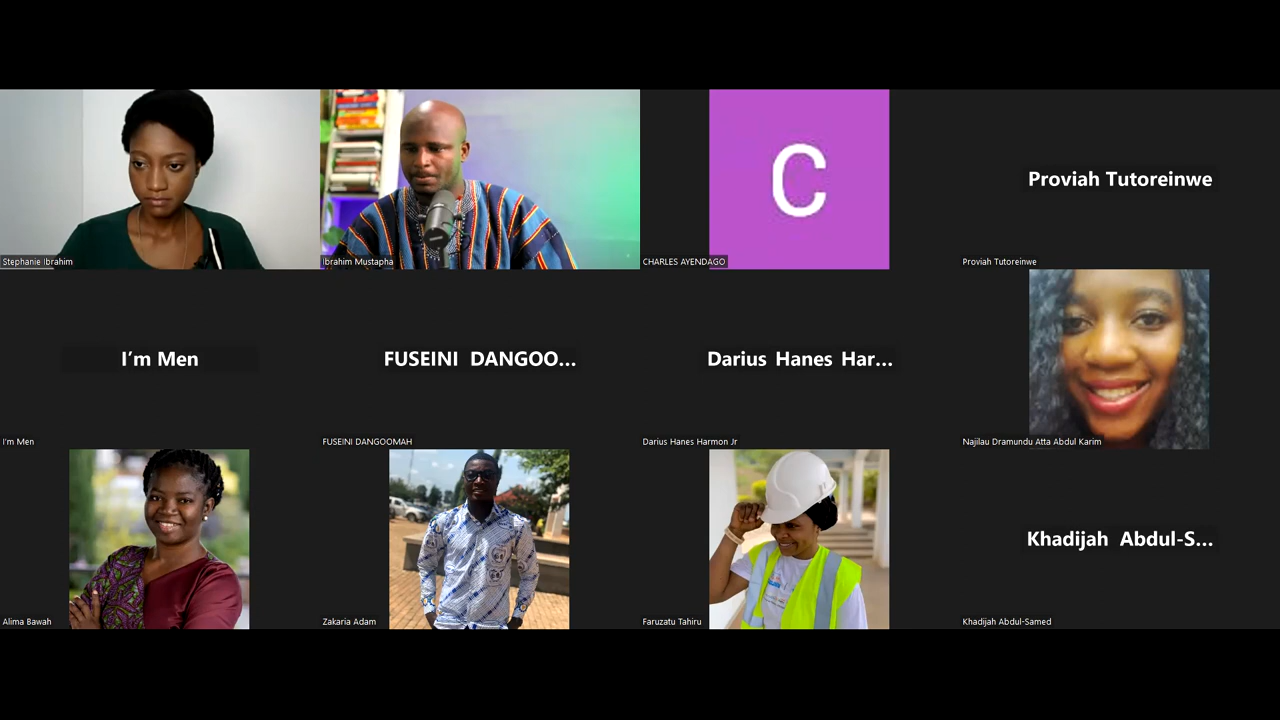 C
Proviah Tutoreinwe
Stephanie Ibrahim
Ibrahim Mustapha
CHARLES AYENDAGO
Proviah Tutoreinwe
I'm Men
FUSEINI DANGOO...
Darius Hanes Har...
I'm Men
FUSEINI DANGOOMAH
Darius Hanes Harmon Jr
Najilau Dramundu Atta Abdul Karim
Khadijah Abdul-S...
Alima Bawah
Zakaria Adam
Faruzatu Tahiru
Khadijah Abdul-Samed